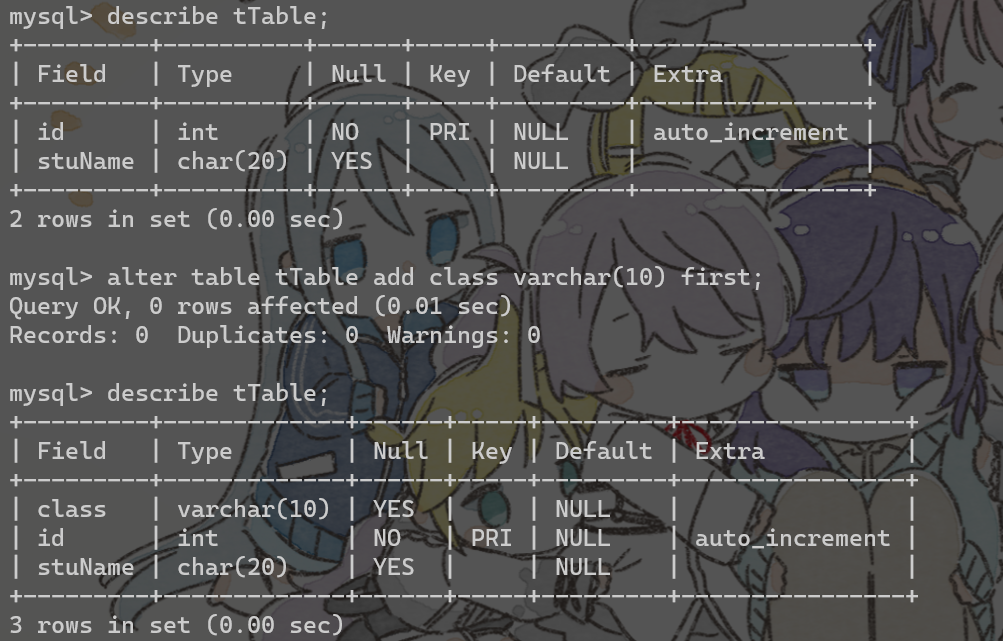 mysql> describe tTable;
+---------+----------+------+-----+---------+----------------+
| Field   | Type     | Null | Key | Default | Extra          |
+---------+----------+------+-----+---------+----------------+
| id      | int      | NO   | PRI | NULL    | auto_increment |
| stuName | char(20) | YES  |     | NULL    |                |
+---------+----------+------+-----+---------+----------------+
2 rows in set (0.00 sec)
mysql> alter table tTable add class varchar(10) first;
Query OK, 0 rows affected (0.01 sec)
Records: 0  Duplicates: 0  Warnings: 0
mysql> describe tTable;
+---------+-------------+------+-----+---------+----------------+
| Field   | Type        | Null | Key | Default | Extra          |
+---------+-------------+------+-----+---------+----------------+
| class   | varchar(10) | YES  |     | NULL    |                |
| id      | int         | NO   | PRI | NULL    | auto_increment |
| stuName | char(20)    | YES  |     | NULL    |                |
+---------+-------------+------+-----+---------+----------------+
3 rows in set (0.00 sec)